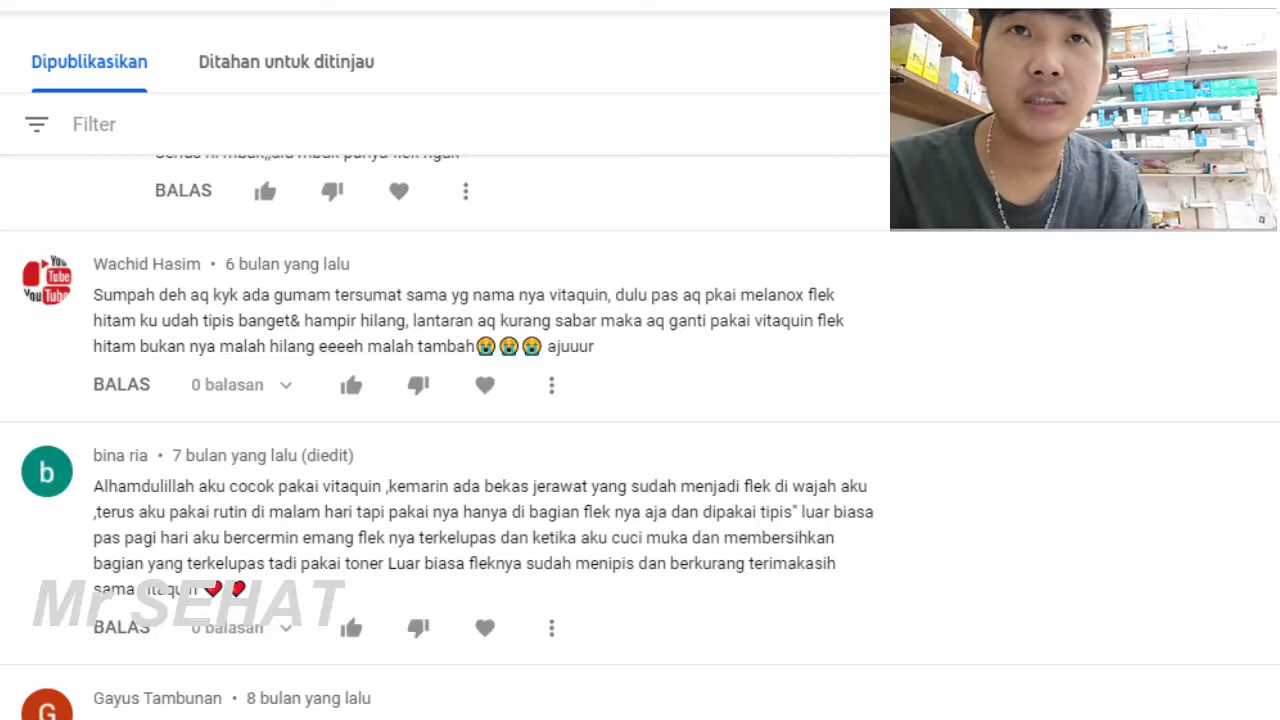 Dipublikasikan
Ditahan untuk ditinjau
Filter
BALAS
You
Tube
You Tube
Wachid Hasim • 6 bulan yang lalu
Sumpah deh aq kyk ada gumam tersumat sama yg nama nya vitaquin, dulu pas aq pkai melanox flek
hitam ku udah tipis banget& hampir hilang, lantaran aq kurang sabar maka aq ganti pakai vitaquin flek
hitam bukan nya malah hilang eeeeh malah tambah😭😭😭 ajuuur
BALAS 0 balasan
b
bina ria • 7 bulan yang lalu (diedit)
Alhamdulillah aku cocok pakai vitaquin ,kemarin ada bekas jerawat yang sudah menjadi flek di wajah aku
,terus aku pakai rutin di malam hari tapi pakai nya hanya di bagian flek nya aja dan dipakai tipis" luar biasa
pas pagi hari aku bercermin emang flek nya terkelupas dan ketika aku cuci muka dan membersihkan
bagian yang terkelupas tadi pakai toner Luar biasa fleknya sudah menipis dan berkurang terimakasih
sama vitaquin ❤️❤️
Mr SEHAT
BALAS 0 balasan
G
Gayus Tambunan • 8 bulan yang lalu